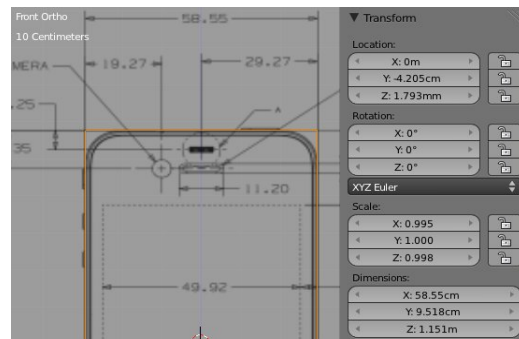 Front Ortho
10 Centimeters
58.55
MERA
19.27
29.27
.25
A
35
11.20
49.92
Transform
Location:
X: 0m
Y: -4.205cm
Z: 1.793mm
Rotation:
X: 0°
Y: 0°
Z: 0°
XYZ Euler
Scale:
X: 0.995
Y: 1.000
Z: 0.998
Dimensions:
X: 58.55cm
Y: 9.518cm
Z: 1.151m